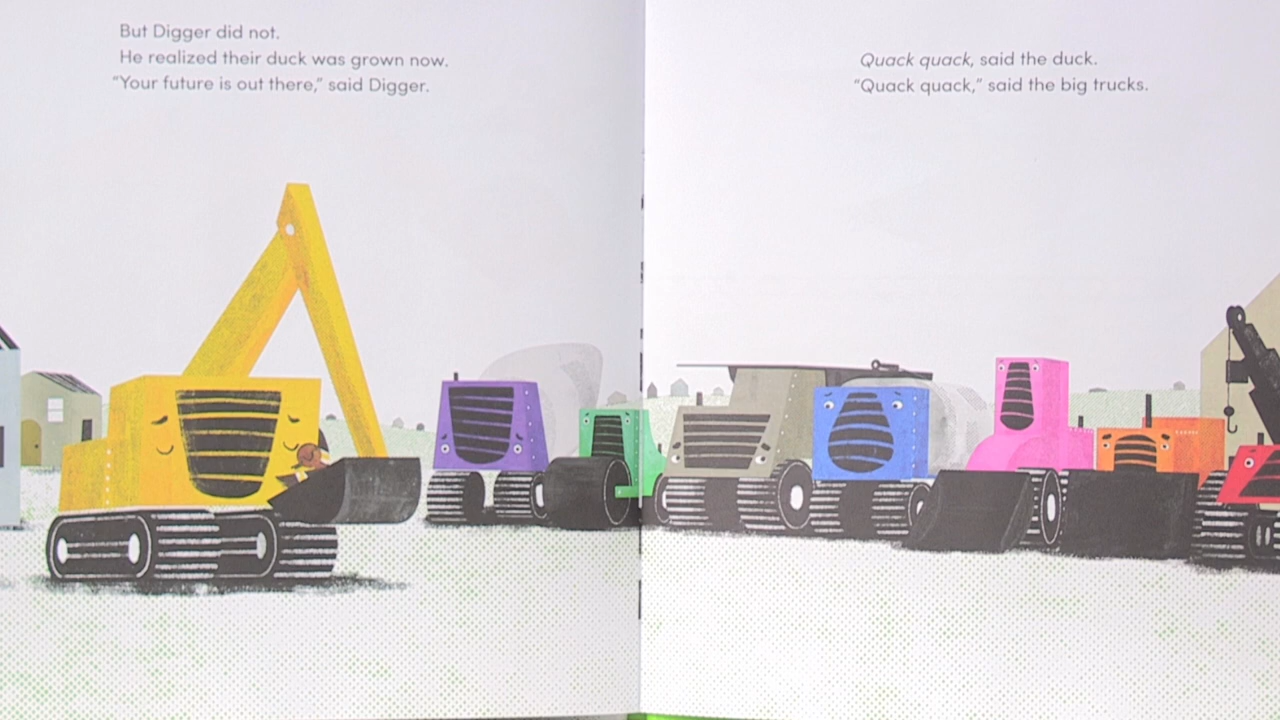 But Digger did not.
He realized their duck was grown now.
“Your future is out there,” said Digger.
Quack quack, said the duck.
“Quack quack,” said the big trucks.